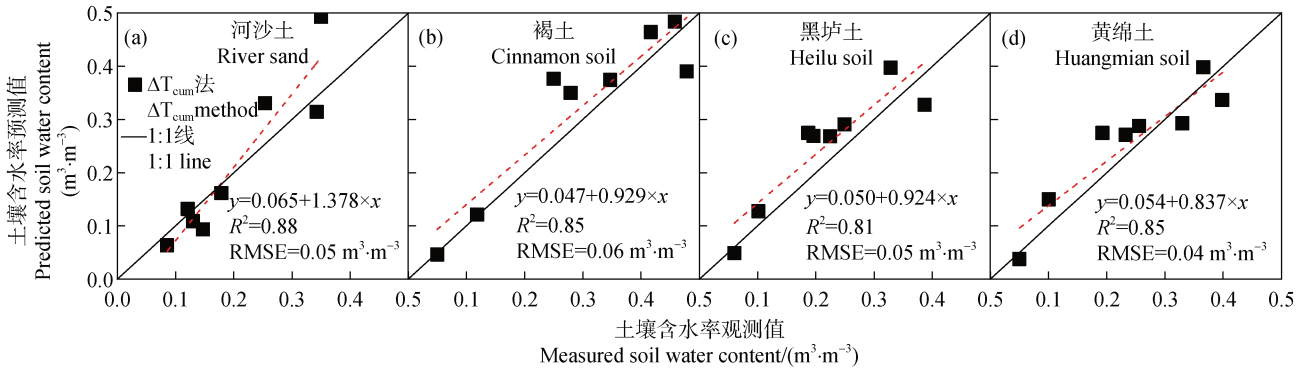 土壤含水率预测值
Predicted soil water content
(m³·m⁻³)
0.5
0.4
0.3
0.2
0.1
0.0
(a)
河沙土
River sand
ΔTcum法
ΔTcum method
1:1线
1:1 line
y=0.065+1.378×x
R²=0.88
RMSE=0.05 m³·m⁻³
(b)
褐土
Cinnamon soil
y=0.047+0.929×x
R²=0.85
RMSE=0.06 m³·m⁻³
(c)
黑垆土
Heilu soil
y=0.050+0.924×x
R²=0.81
RMSE=0.05 m³·m⁻³
(d)
黄绵土
Huangmian soil
y=0.054+0.837×x
R²=0.85
RMSE=0.04 m³·m⁻³
0.0 0.1 0.2 0.3 0.4 0.5 0.1 0.2 0.3 0.4 0.5 0.1 0.2 0.3 0.4 0.5 0.1 0.2 0.3 0.4 0.5
土壤含水率观测值
Measured soil water content/(m³·m⁻³)